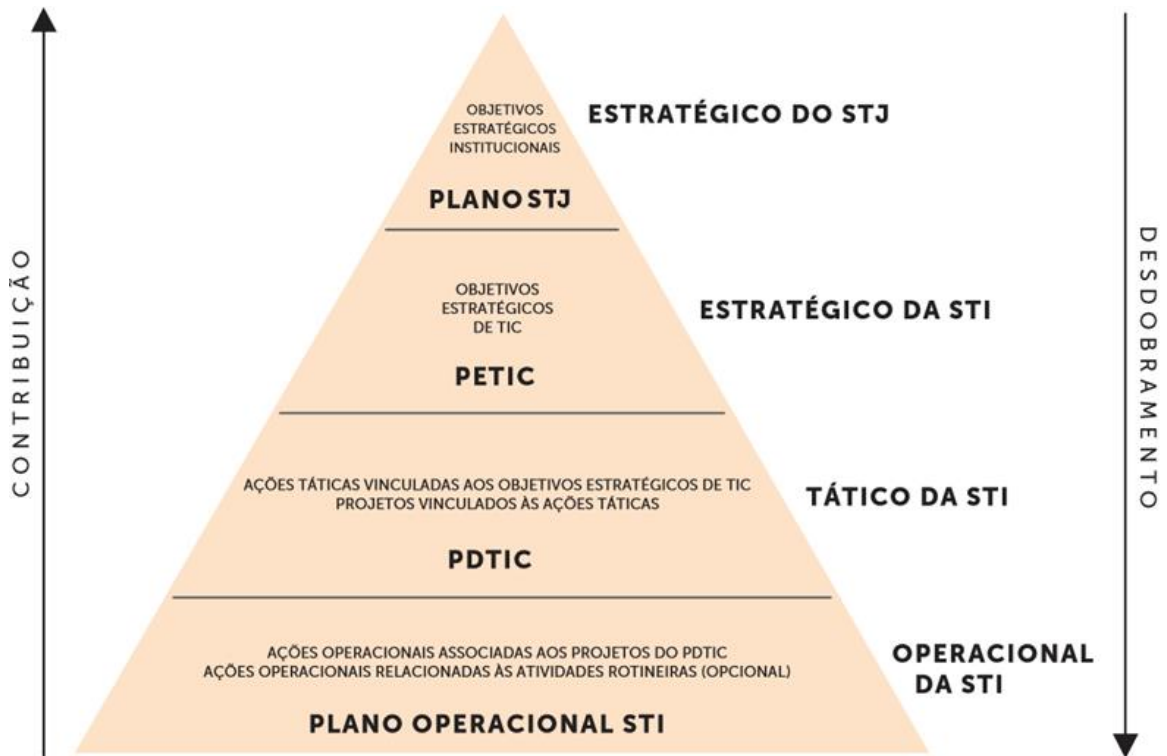 CONTRIBUIÇÃO
OBJETIVOS
ESTRATÉGICOS
INSTITUCIONAIS
PLANO STJ
ESTRATÉGICO DO STJ
OBJETIVOS
ESTRATÉGICOS
DE TIC
PETIC
ESTRATÉGICO DA STI
AÇÕES TÁTICAS VINCULADAS AOS OBJETIVOS ESTRATÉGICOS DE TIC
PROJETOS VINCULADOS ÀS AÇÕES TÁTICAS
PDTIC
TÁTICO DA STI
AÇÕES OPERACIONAIS ASSOCIADAS AOS PROJETOS DO PDTIC
AÇÕES OPERACIONAIS RELACIONADAS ÀS ATIVIDADES ROTINEIRAS (OPCIONAL)
PLANO OPERACIONAL STI
OPERACIONAL
DA STI
DESDOBRAMENTO